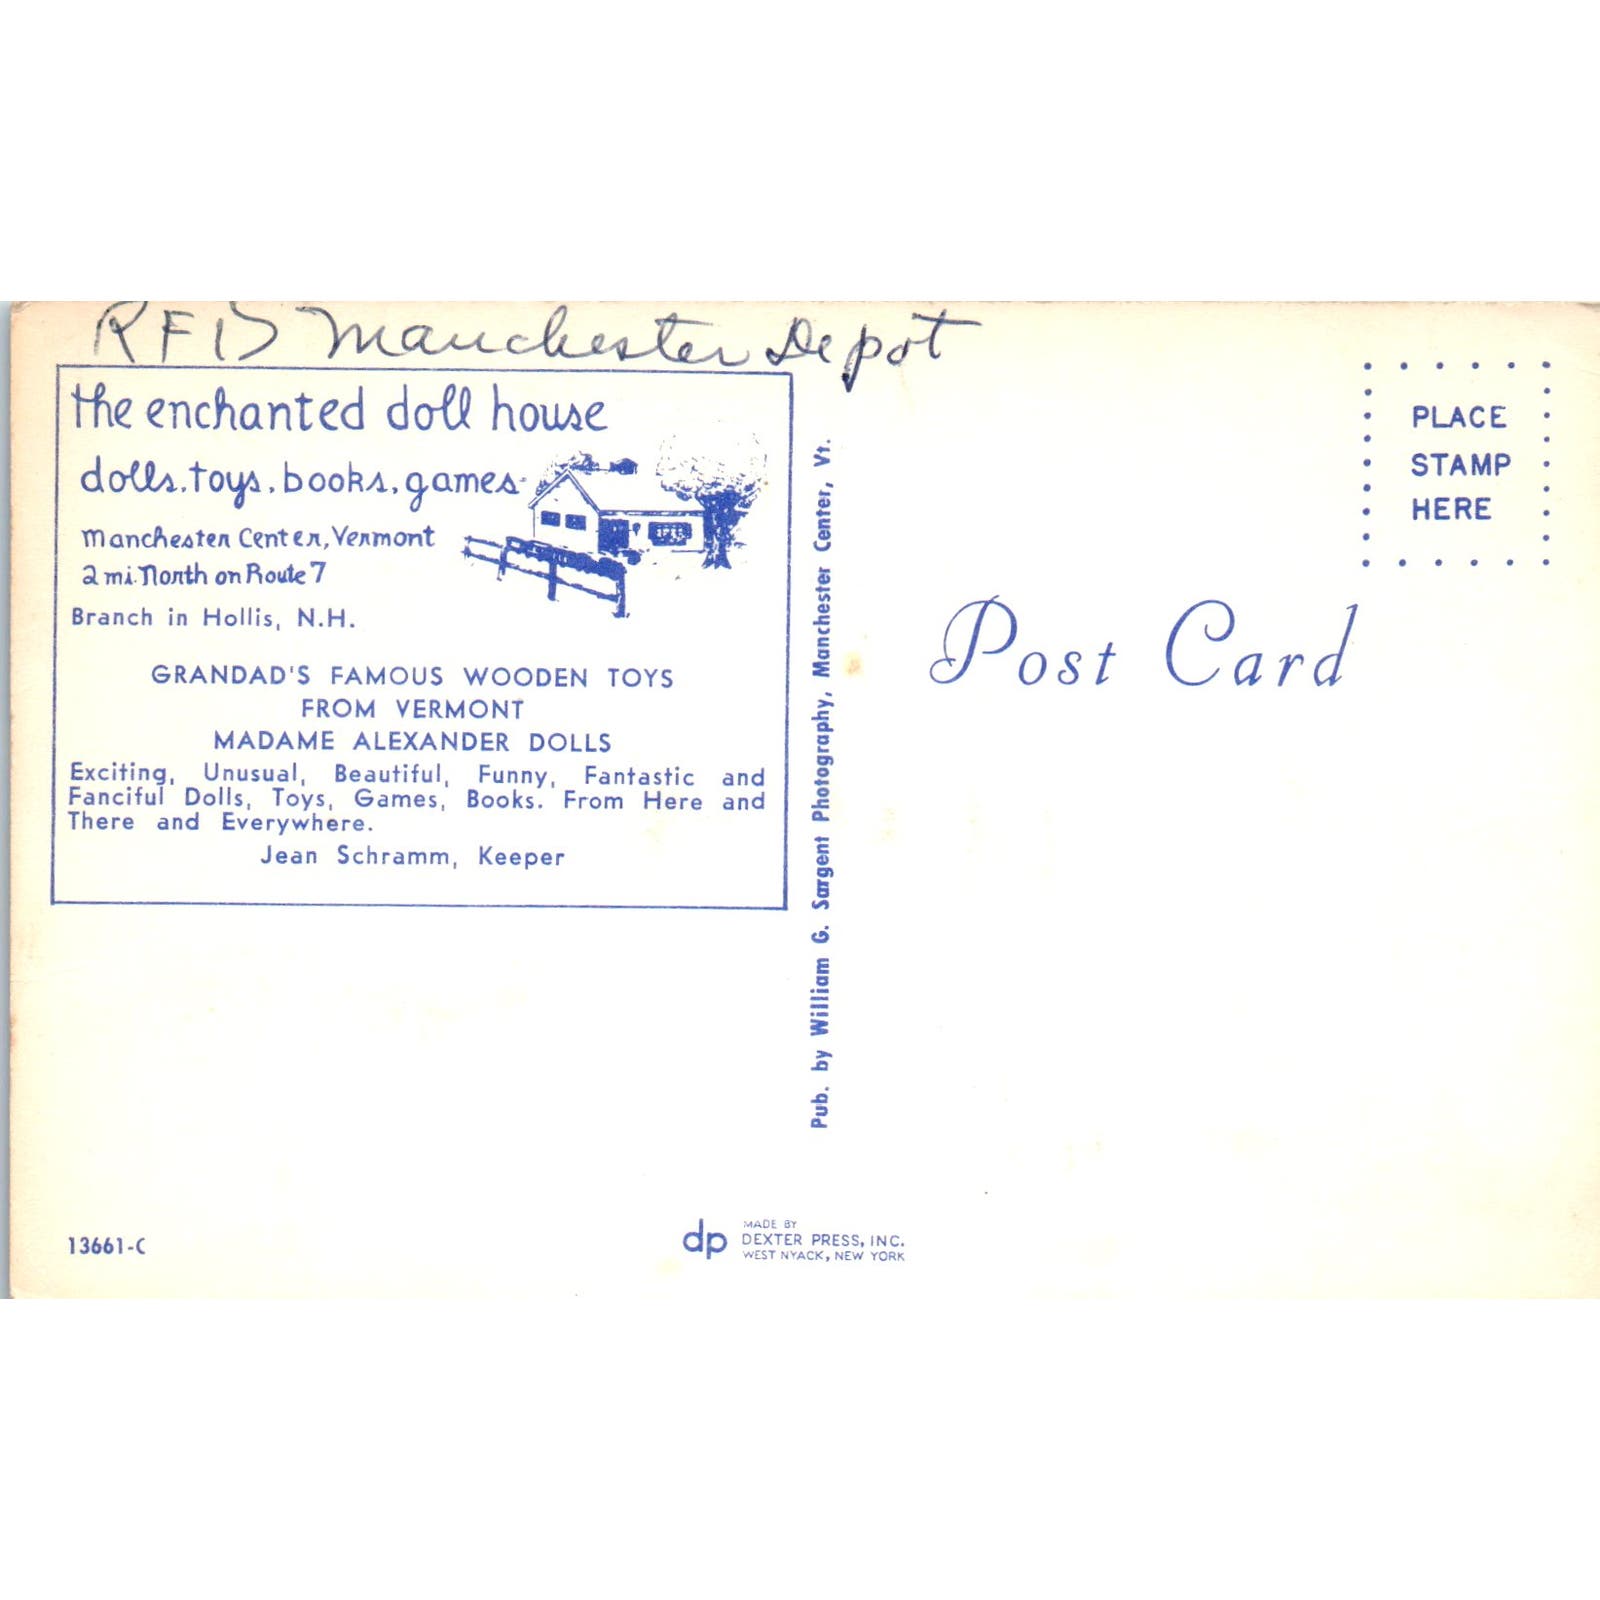 RFD Manchester Depot
the enchanted doll house
dolls, toys, books, games
Manchester Center, Vermont
2 mi. North on Route 7
Branch in Hollis, N.H.
GRANDAD'S FAMOUS WOODEN TOYS
FROM VERMONT
MADAME ALEXANDER DOLLS
Exciting, Unusual, Beautiful, Funny, Fantastic and
Fanciful Dolls, Toys, Games, Books. From Here and
There and Everywhere.
Jean Schramm, Keeper
Pub. by William G. Sargent Photography, Manchester Center, Vt.
PLACE
STAMP
HERE
Post Card
13661-C
dp
MADE BY
DEXTER PRESS, INC.
WEST NYACK, NEW YORK